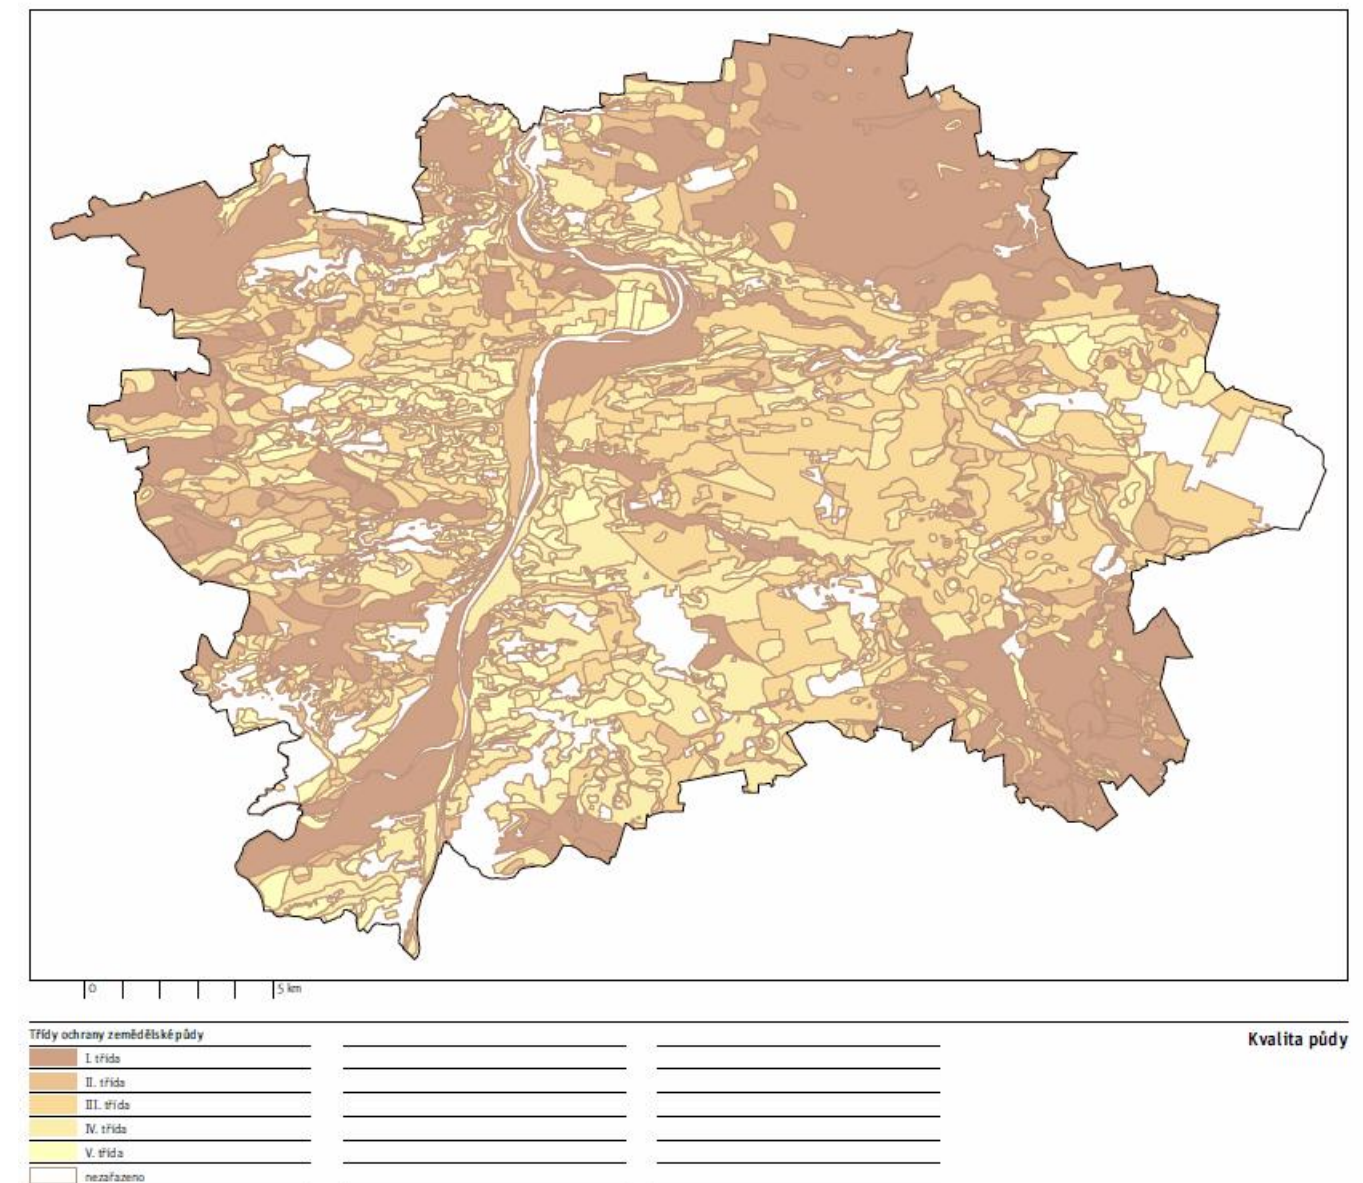 0 5 km
Třídy ochrany zemědělské půdy
Kvalita půdy
I. třída
II. třída
III. třída
IV. třída
V. třída
nezařazeno